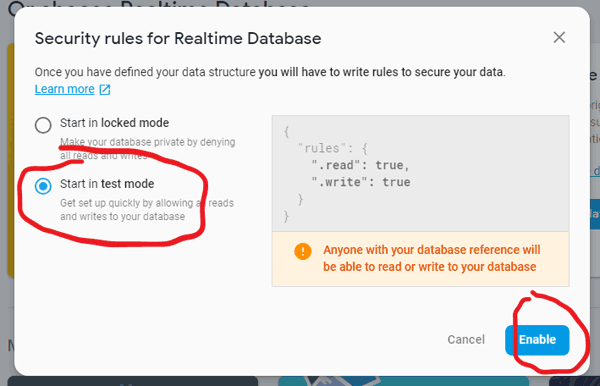 Or choose Realtime Database
Security rules for Realtime Database
Once you have defined your data structure you will have to write rules to secure your data.
Learn more
Start in locked mode
Make your database private by denying
all reads and writes
Start in test mode
Get set up quickly by allowing all reads
and writes to your database
{
"rules": {
".read": true,
".write": true
}
}
Anyone with your database reference will
be able to read or write to your database
Cancel
Enable